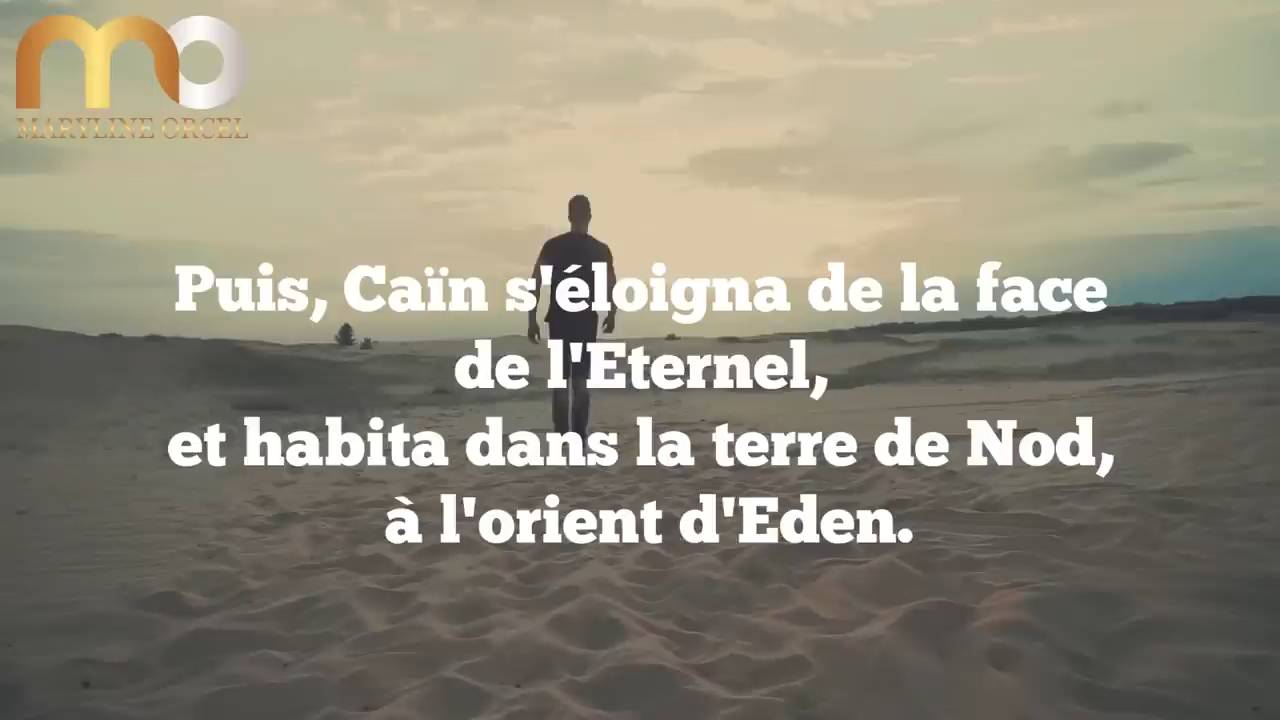 mo
MARYLINE ORCEL
Puis, Caïn s'éloigna de la face
de l'Eternel,
et habita dans la terre de Nod,
à l'orient d'Eden.